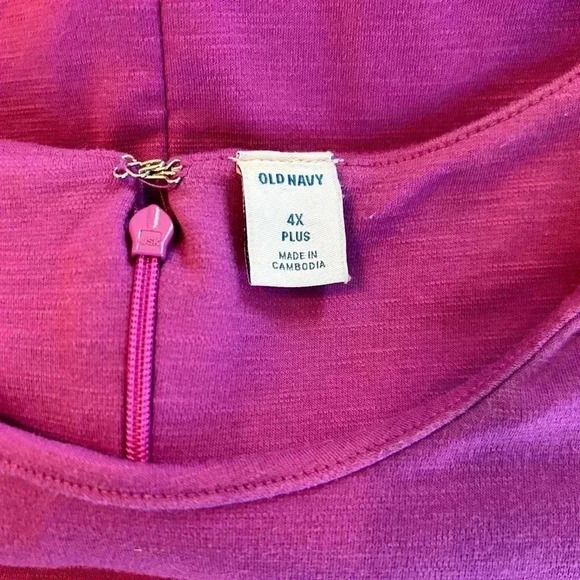 OLD NAVY
4X
PLUS
MADE IN
CAMBODIA